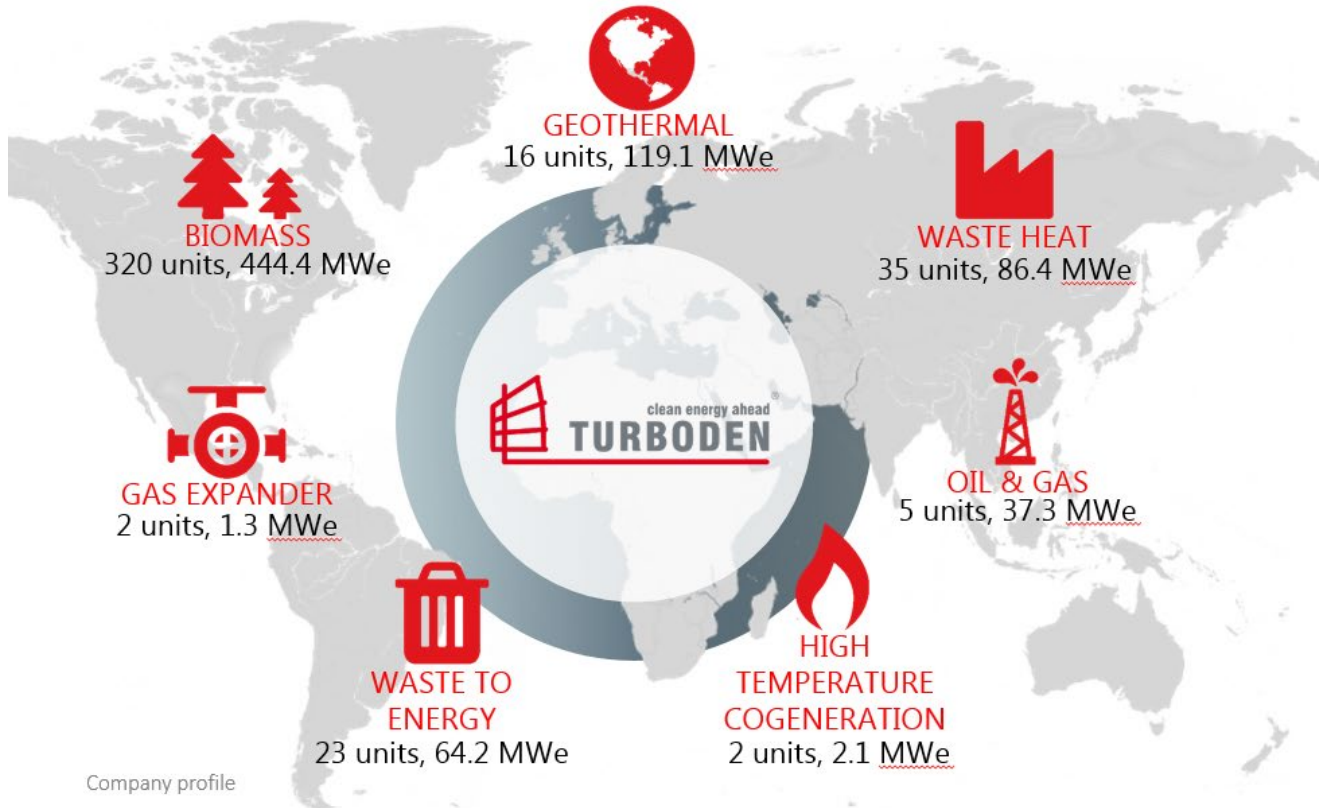 GEOTHERMAL
16 units, 119.1 MWe
BIOMASS
320 units, 444.4 MWe
WASTE HEAT
35 units, 86.4 MWe
clean energy ahead
TURBODEN
®
GAS EXPANDER
2 units, 1.3 MWe
OIL & GAS
5 units, 37.3 MWe
WASTE TO
ENERGY
23 units, 64.2 MWe
HIGH
TEMPERATURE
COGENERATION
2 units, 2.1 MWe
Company profile